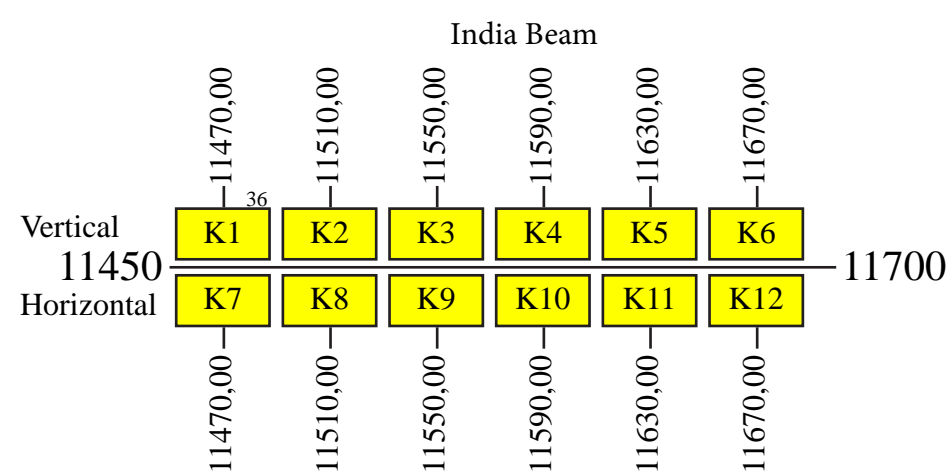 India Beam
11470,00 11510,00 11550,00 11590,00 11630,00 11670,00
36
Vertical K1 K2 K3 K4 K5 K6
11450 11700
Horizontal K7 K8 K9 K10 K11 K12
11470,00 11510,00 11550,00 11590,00 11630,00 11670,00